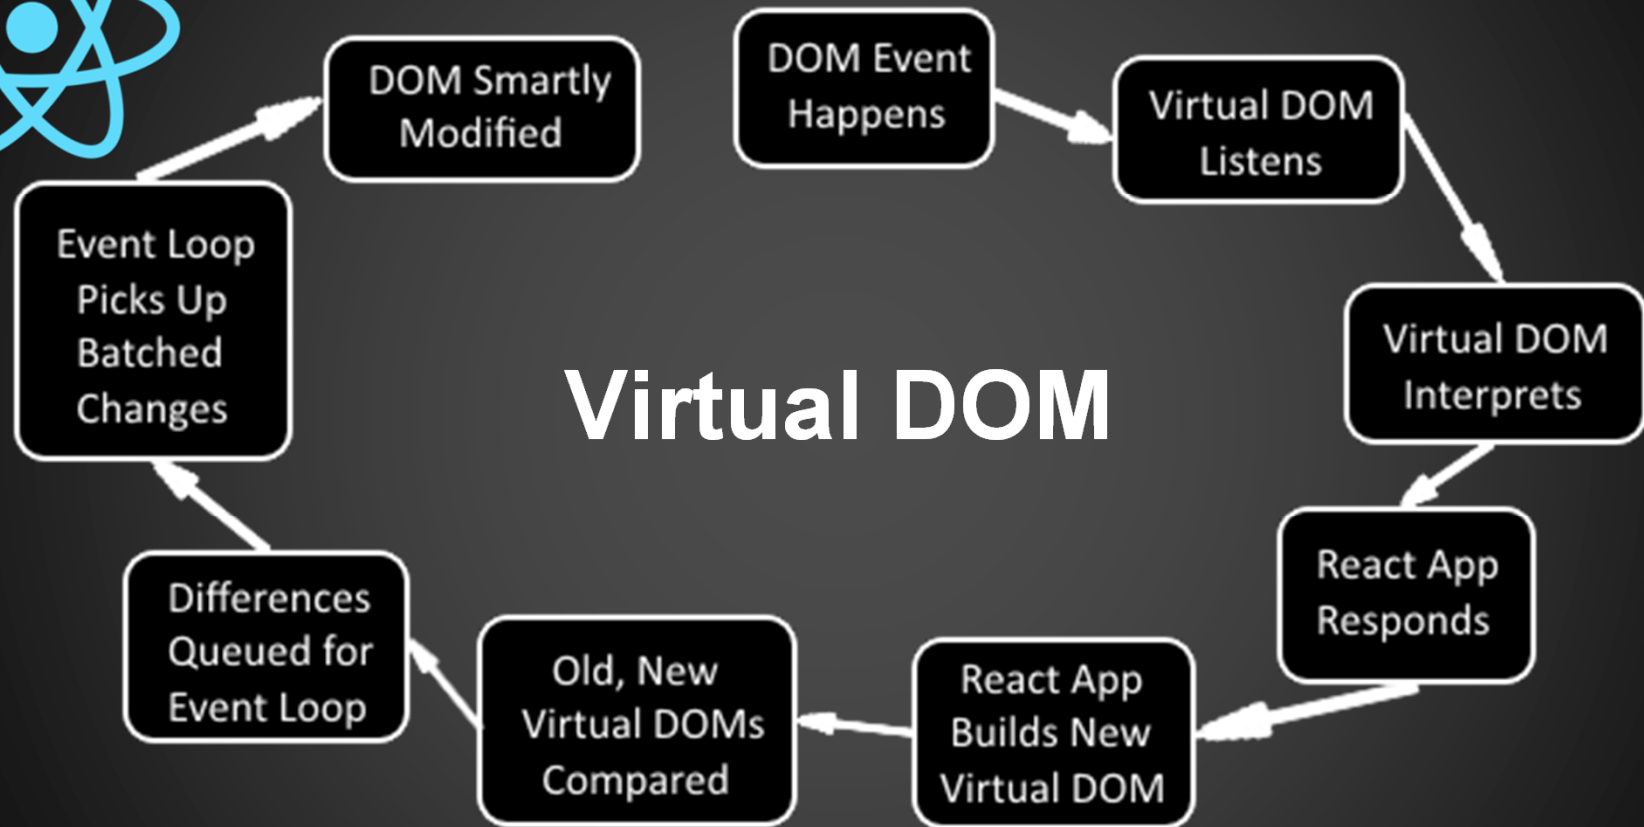 DOM Smartly
Modified
DOM Event
Happens
Virtual DOM
Listens
Virtual DOM
Interprets
React App
Responds
React App
Builds New
Virtual DOM
Old, New
Virtual DOMs
Compared
Differences
Queued for
Event Loop
Event Loop
Picks Up
Batched
Changes
Virtual DOM